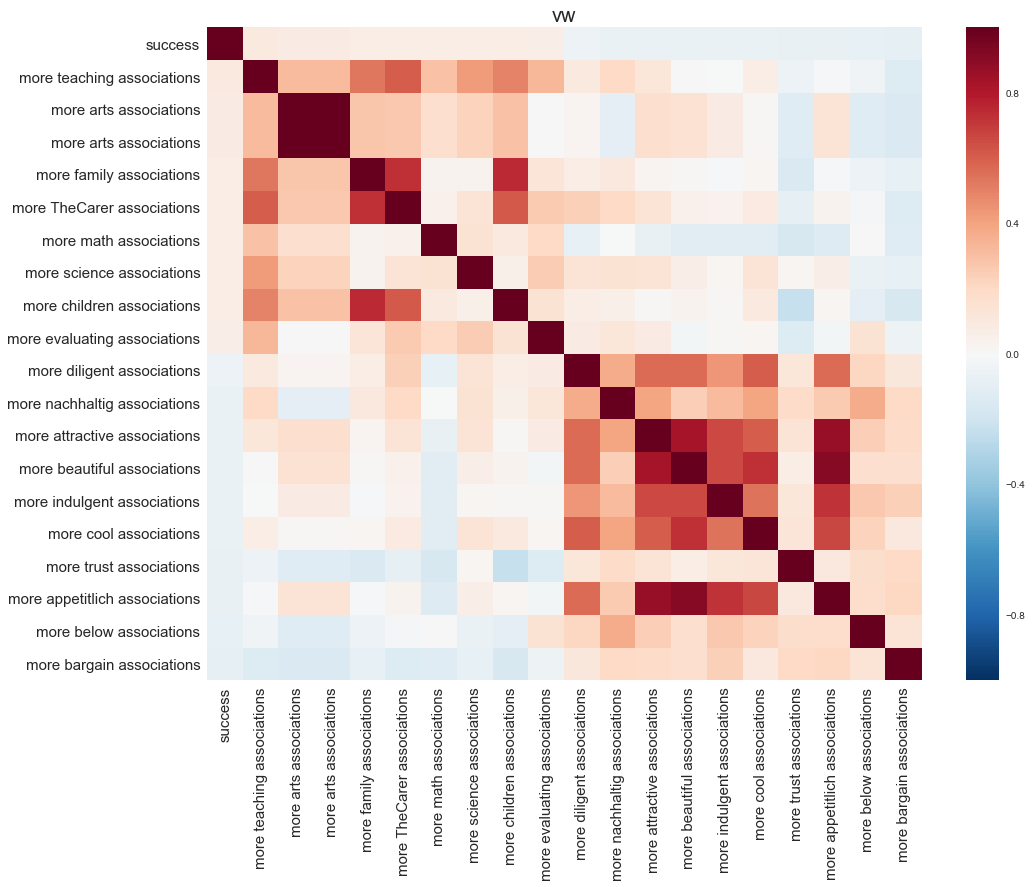 vw
success
more teaching associations
more arts associations
more arts associations
more family associations
more TheCarer associations
more math associations
more science associations
more children associations
more evaluating associations
more diligent associations
more nachhaltig associations
more attractive associations
more beautiful associations
more indulgent associations
more cool associations
more trust associations
more appetitlich associations
more below associations
more bargain associations
0.8
0.4
0.0
−0.4
−0.8
success
more teaching associations
more arts associations
more arts associations
more family associations
more TheCarer associations
more math associations
more science associations
more children associations
more evaluating associations
more diligent associations
more nachhaltig associations
more attractive associations
more beautiful associations
more indulgent associations
more cool associations
more trust associations
more appetitlich associations
more below associations
more bargain associations